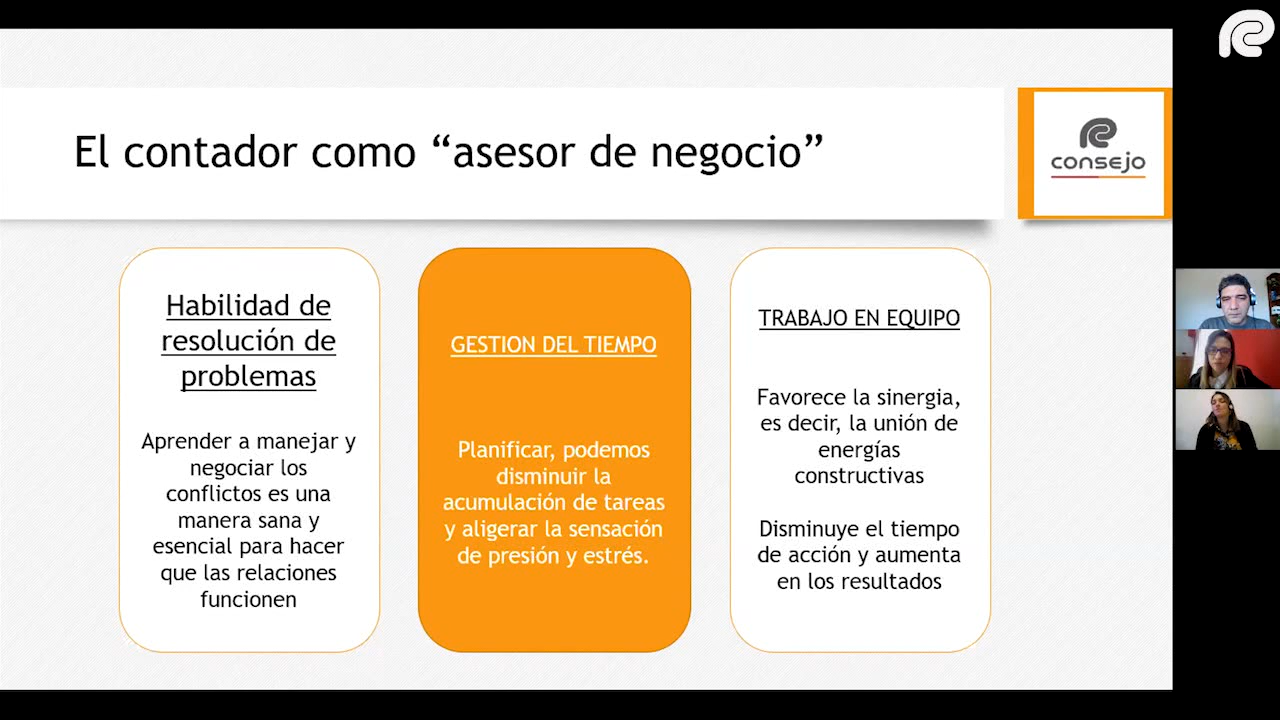 El contador como “asesor de negocio”
consejo
Habilidad de
resolución de
problemas
Aprender a manejar y
negociar los
conflictos es una
manera sana y
esencial para hacer
que las relaciones
funcionen
GESTION DEL TIEMPO
Planificar, podemos
disminuir la
acumulación de tareas
y aligerar la sensación
de presión y estrés.
TRABAJO EN EQUIPO
Favorece la sinergia,
es decir, la unión de
energías
constructivas
Disminuye el tiempo
de acción y aumenta
en los resultados